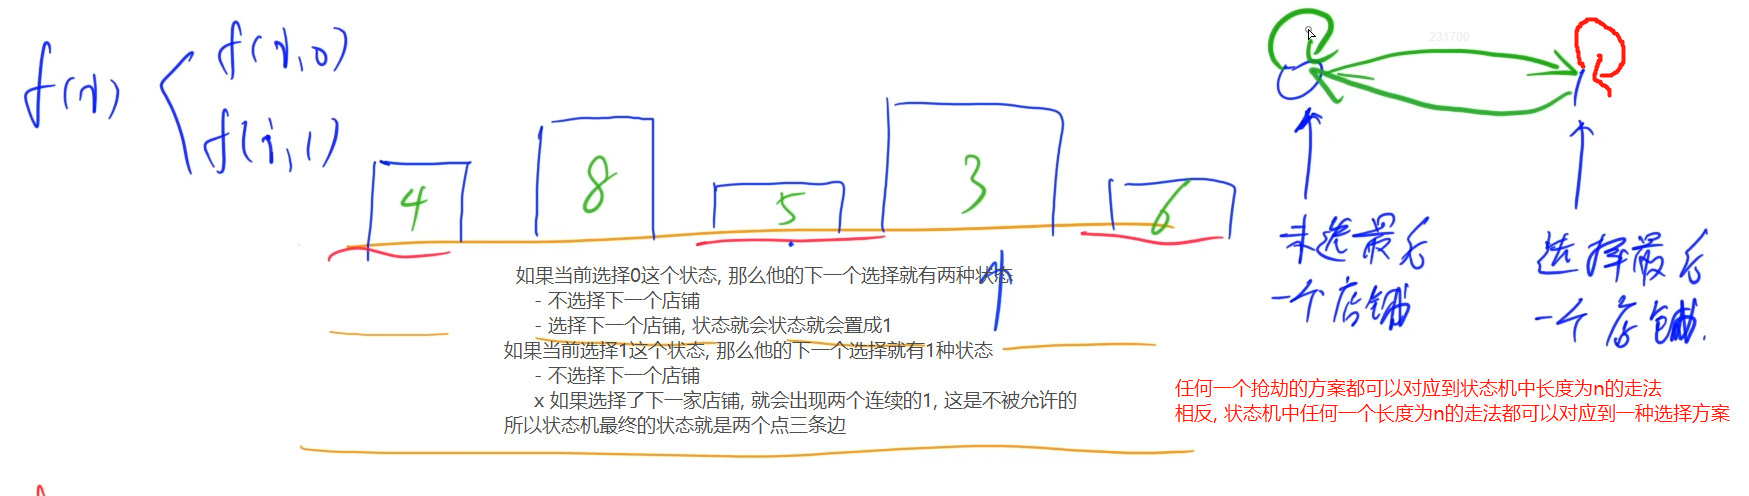 f(i)
f(i,0)
f(i,1)
4
8
5
3
6
231700
0
1
未选最后
一个店铺
选择最后
一个店铺.
如果当前选择0这个状态, 那么他的下一个选择就有两种状态
- 不选择下一个店铺
- 选择下一个店铺, 状态就会状态就会置成1
如果当前选择1这个状态, 那么他的下一个选择就有1种状态
- 不选择下一个店铺
x 如果选择了下一家店铺, 就会出现两个连续的1, 这是不被允许的
所以状态机最终的状态就是两个点三条边
任何一个抢劫的方案都可以对应到状态机中长度为n的走法
相反, 状态机中任何一个长度为n的走法都可以对应到一种选择方案